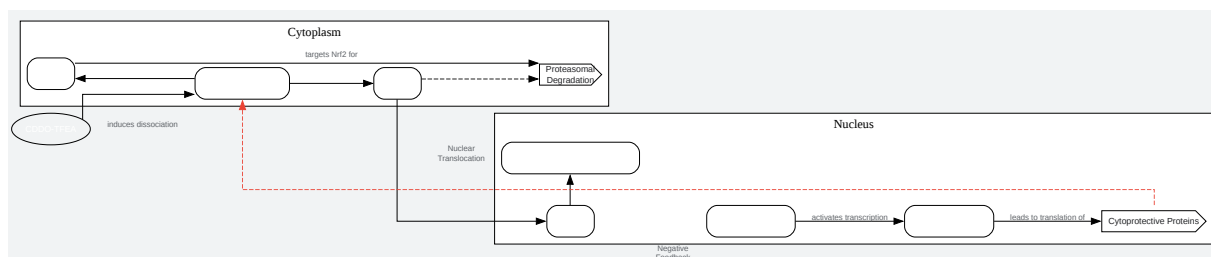 Cytoplasm
targets Nrf2 for
Proteasomal
Degradation
induces dissociation
Nucleus
Nuclear
Translocation
activates transcription
leads to translation of
Cytoprotective Proteins
Negative
Feedback